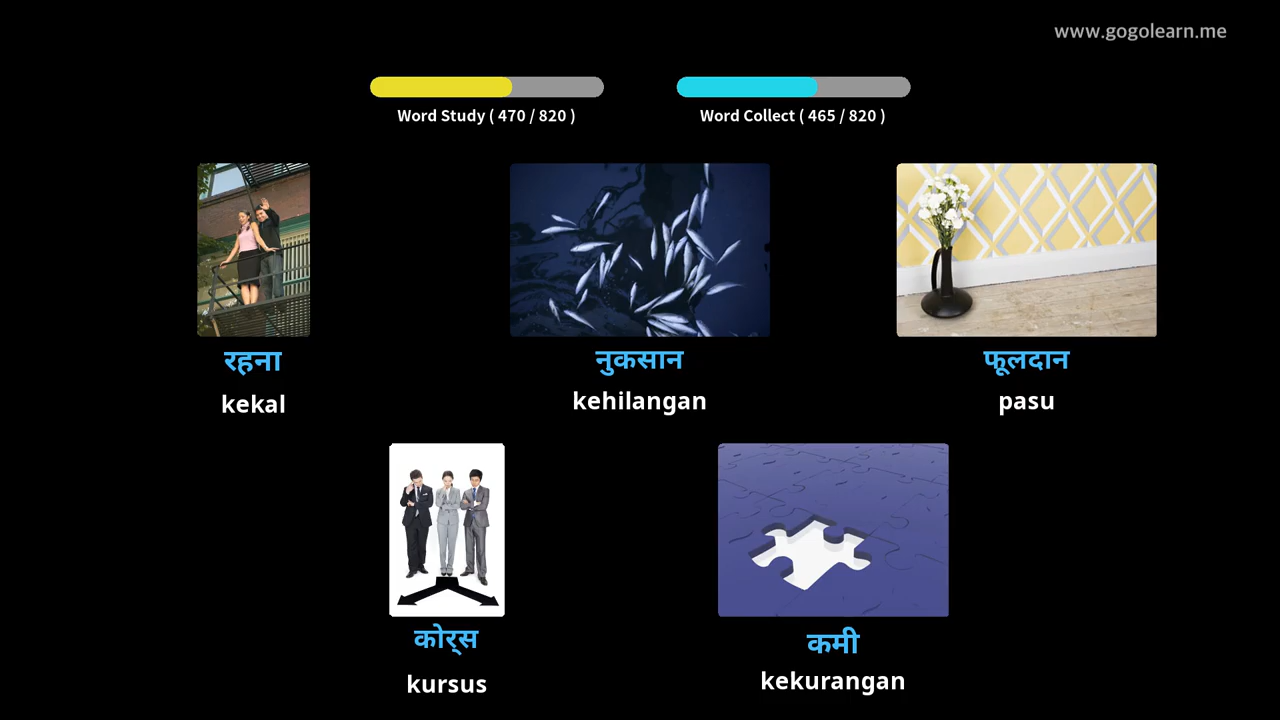 www.gogolearn.me
Word Study ( 470 / 820 )
Word Collect ( 465 / 820 )
रहना
नुकसान
फूलदान
kekal
kehilangan
pasu
कोर्स
कमी
kursus
kekurangan